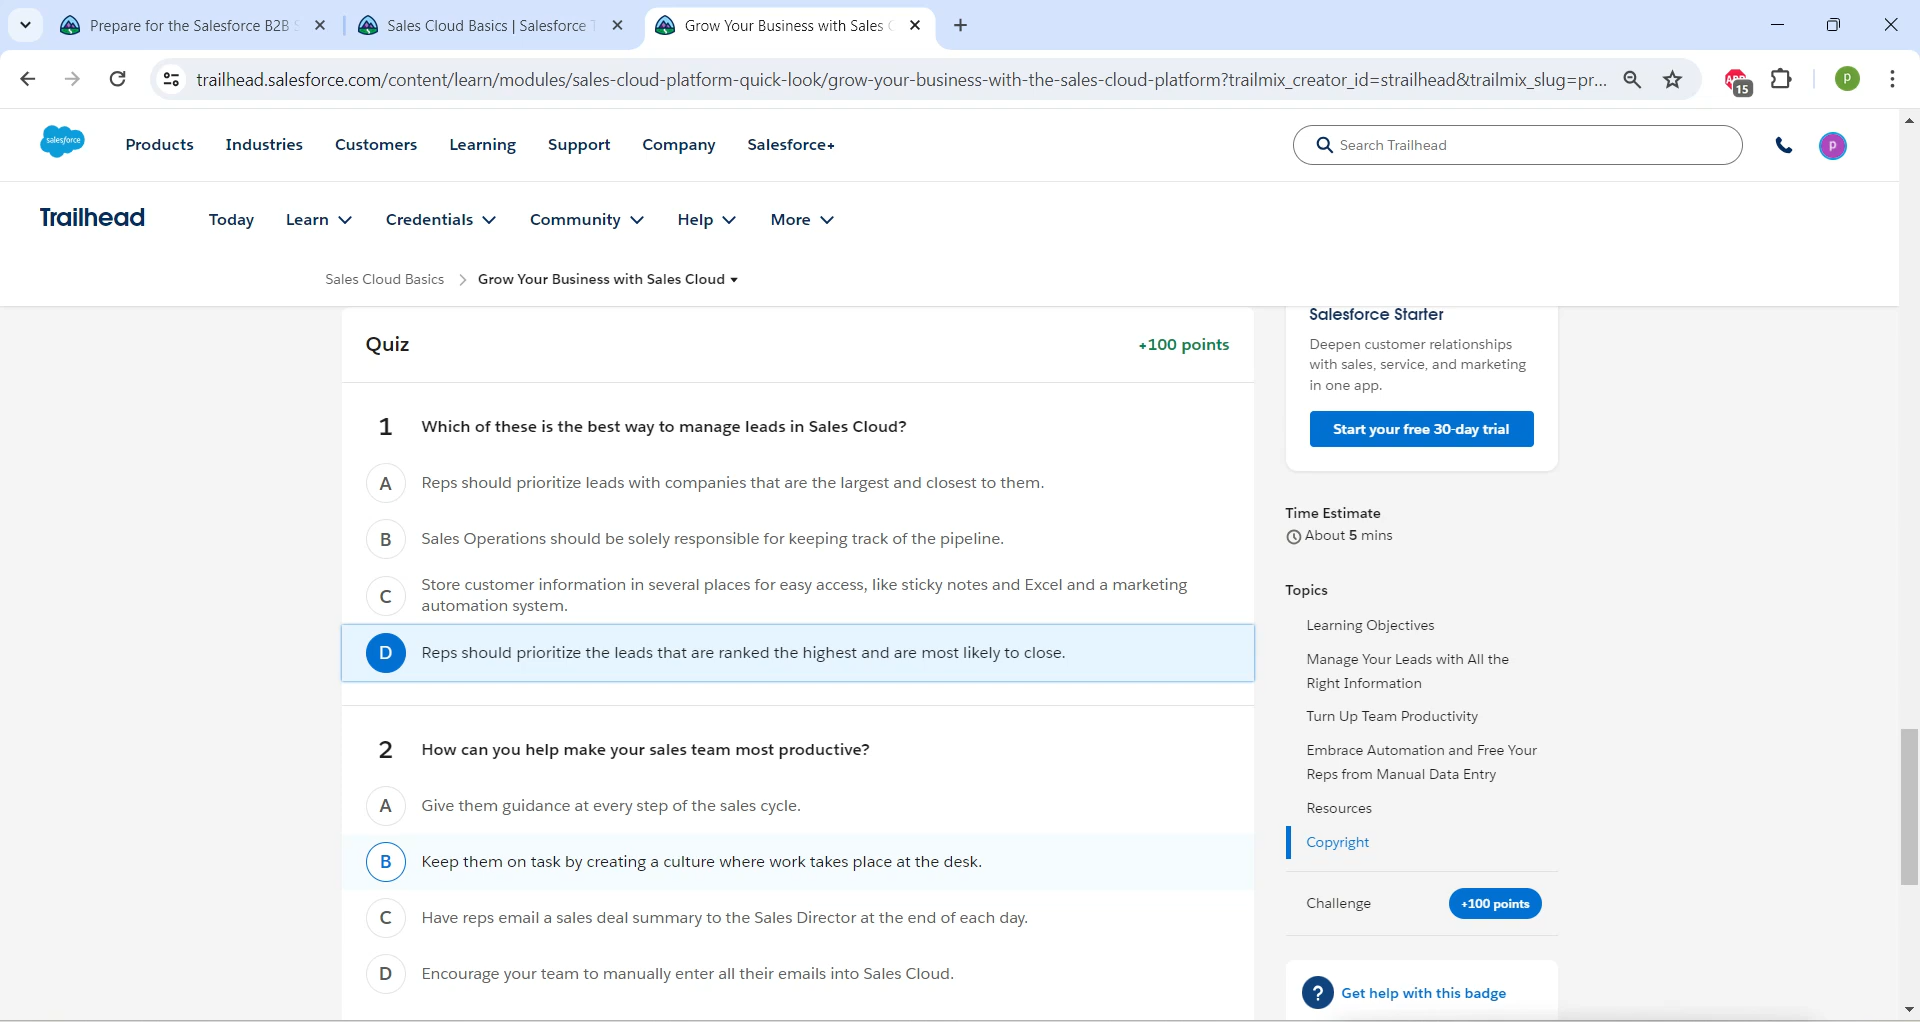 Prepare for the Salesforce B2B
Sales Cloud Basics | Salesforce
Grow Your Business with Sales
trailhead.salesforce.com/content/learn/modules/sales-cloud-platform-quick-look/grow-your-business-with-the-sales-cloud-platform?trailmix_creator_id=strailhead&trailmix_slug=pr...
ABP
15
P
salesforce
Products
Industries
Customers
Learning
Support
Company
Salesforce+
Search Trailhead
P
Trailhead
Today
Learn
Credentials
Community
Help
More
Sales Cloud Basics
Grow Your Business with Sales Cloud
Quiz
+100 points
1
Which of these is the best way to manage leads in Sales Cloud?
A
Reps should prioritize leads with companies that are the largest and closest to them.
B
Sales Operations should be solely responsible for keeping track of the pipeline.
C
Store customer information in several places for easy access, like sticky notes and Excel and a marketing
automation system.
D
Reps should prioritize the leads that are ranked the highest and are most likely to close.
2
How can you help make your sales team most productive?
A
Give them guidance at every step of the sales cycle.
B
Keep them on task by creating a culture where work takes place at the desk.
C
Have reps email a sales deal summary to the Sales Director at the end of each day.
D
Encourage your team to manually enter all their emails into Sales Cloud.
Salesforce Starter
Deepen customer relationships
with sales, service, and marketing
in one app.
Start your free 30-day trial
Time Estimate
About 5 mins
Topics
Learning Objectives
Manage Your Leads with All the
Right Information
Turn Up Team Productivity
Embrace Automation and Free Your
Reps from Manual Data Entry
Resources
Copyright
Challenge
+100 points
?
Get help with this badge